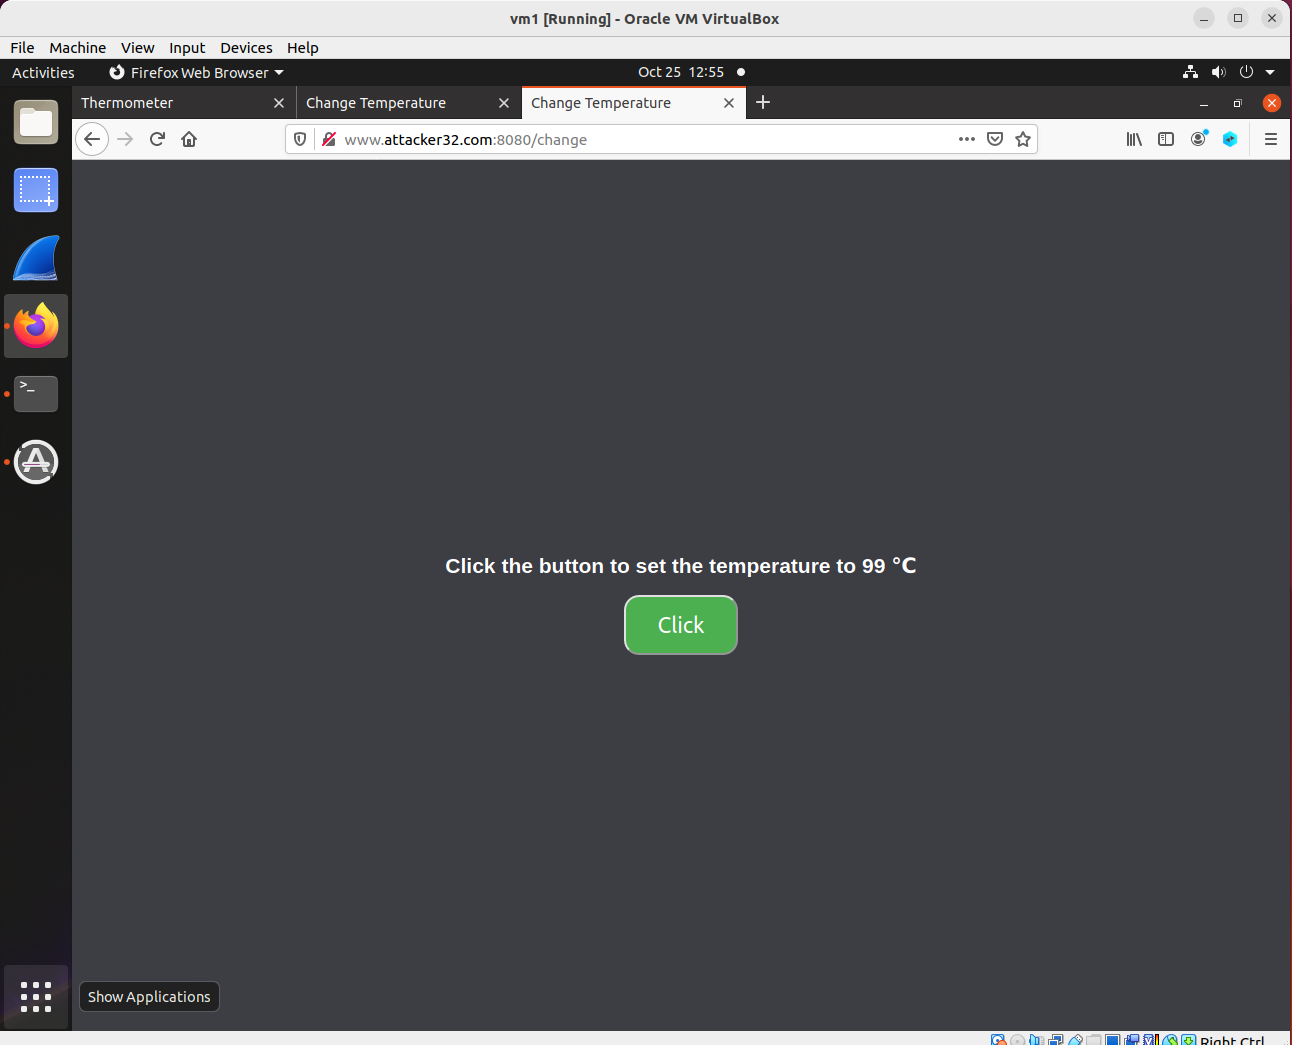 vm1 [Running] - Oracle VM VirtualBox
File Machine View Input Devices Help
Activities Firefox Web Browser Oct 25 12:55
Thermometer Change Temperature Change Temperature
www.attacker32.com:8080/change
Click the button to set the temperature to 99 °C
Click
Show Applications
Right Ctrl